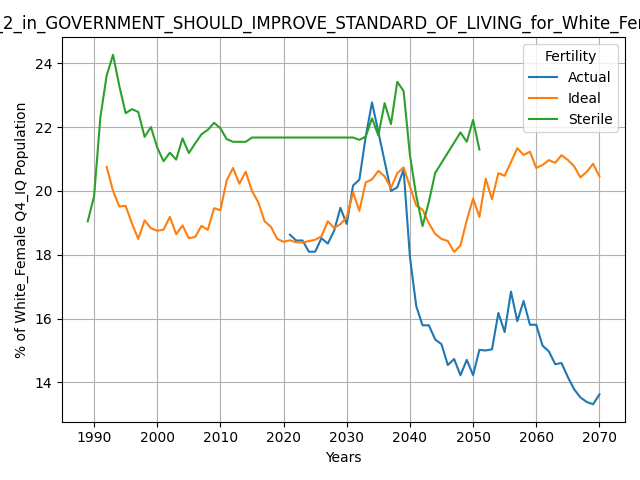 _2_in_GOVERNMENT_SHOULD_IMPROVE_STANDARD_OF_LIVING_for_White_Fem
Fertility
Actual
Ideal
Sterile
% of White_Female Q4_IQ Population
24
22
20
18
16
14
1990
2000
2010
2020
2030
2040
2050
2060
2070
Years